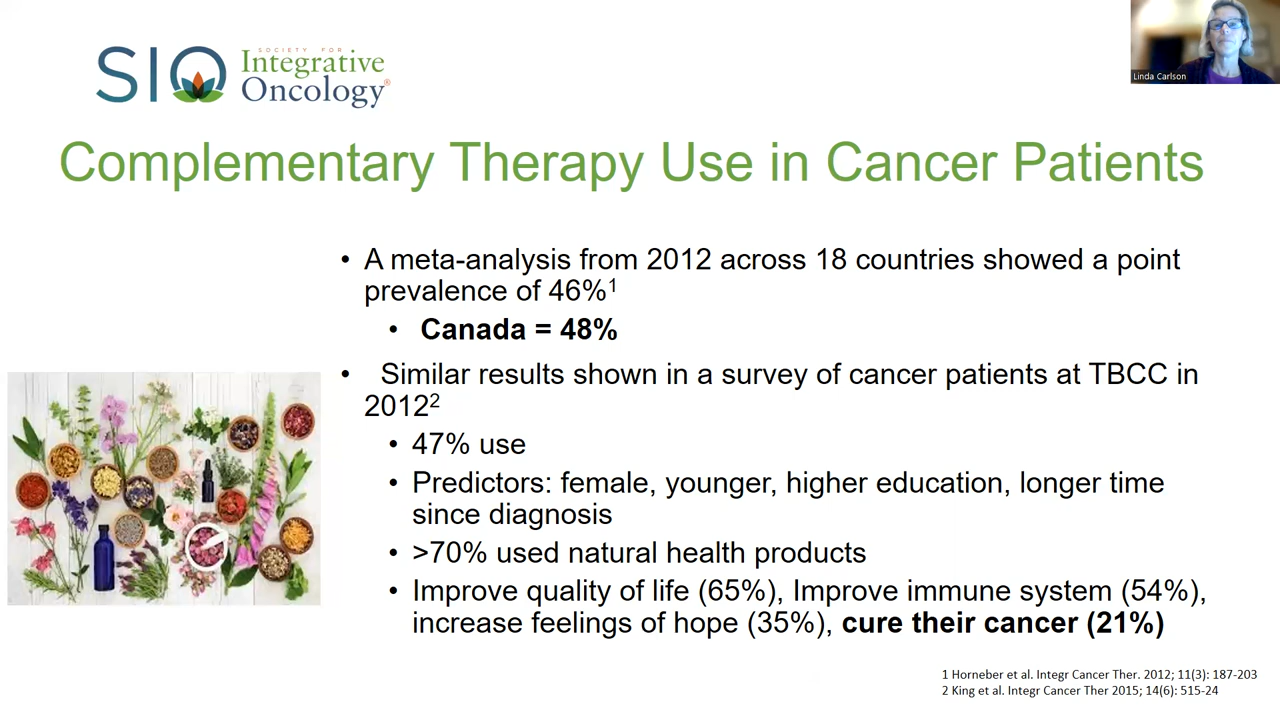 SIO
SOCIETY FOR
Integrative
Oncology®
Linda Carlson
Complementary Therapy Use in Cancer Patients
• A meta-analysis from 2012 across 18 countries showed a point
prevalence of 46%¹
• Canada = 48%
• Similar results shown in a survey of cancer patients at TBCC in
2012²
• 47% use
• Predictors: female, younger, higher education, longer time
since diagnosis
• >70% used natural health products
• Improve quality of life (65%), Improve immune system (54%),
increase feelings of hope (35%), cure their cancer (21%)
1 Horneber et al. Integr Cancer Ther. 2012; 11(3): 187-203
2 King et al. Integr Cancer Ther 2015; 14(6): 515-24